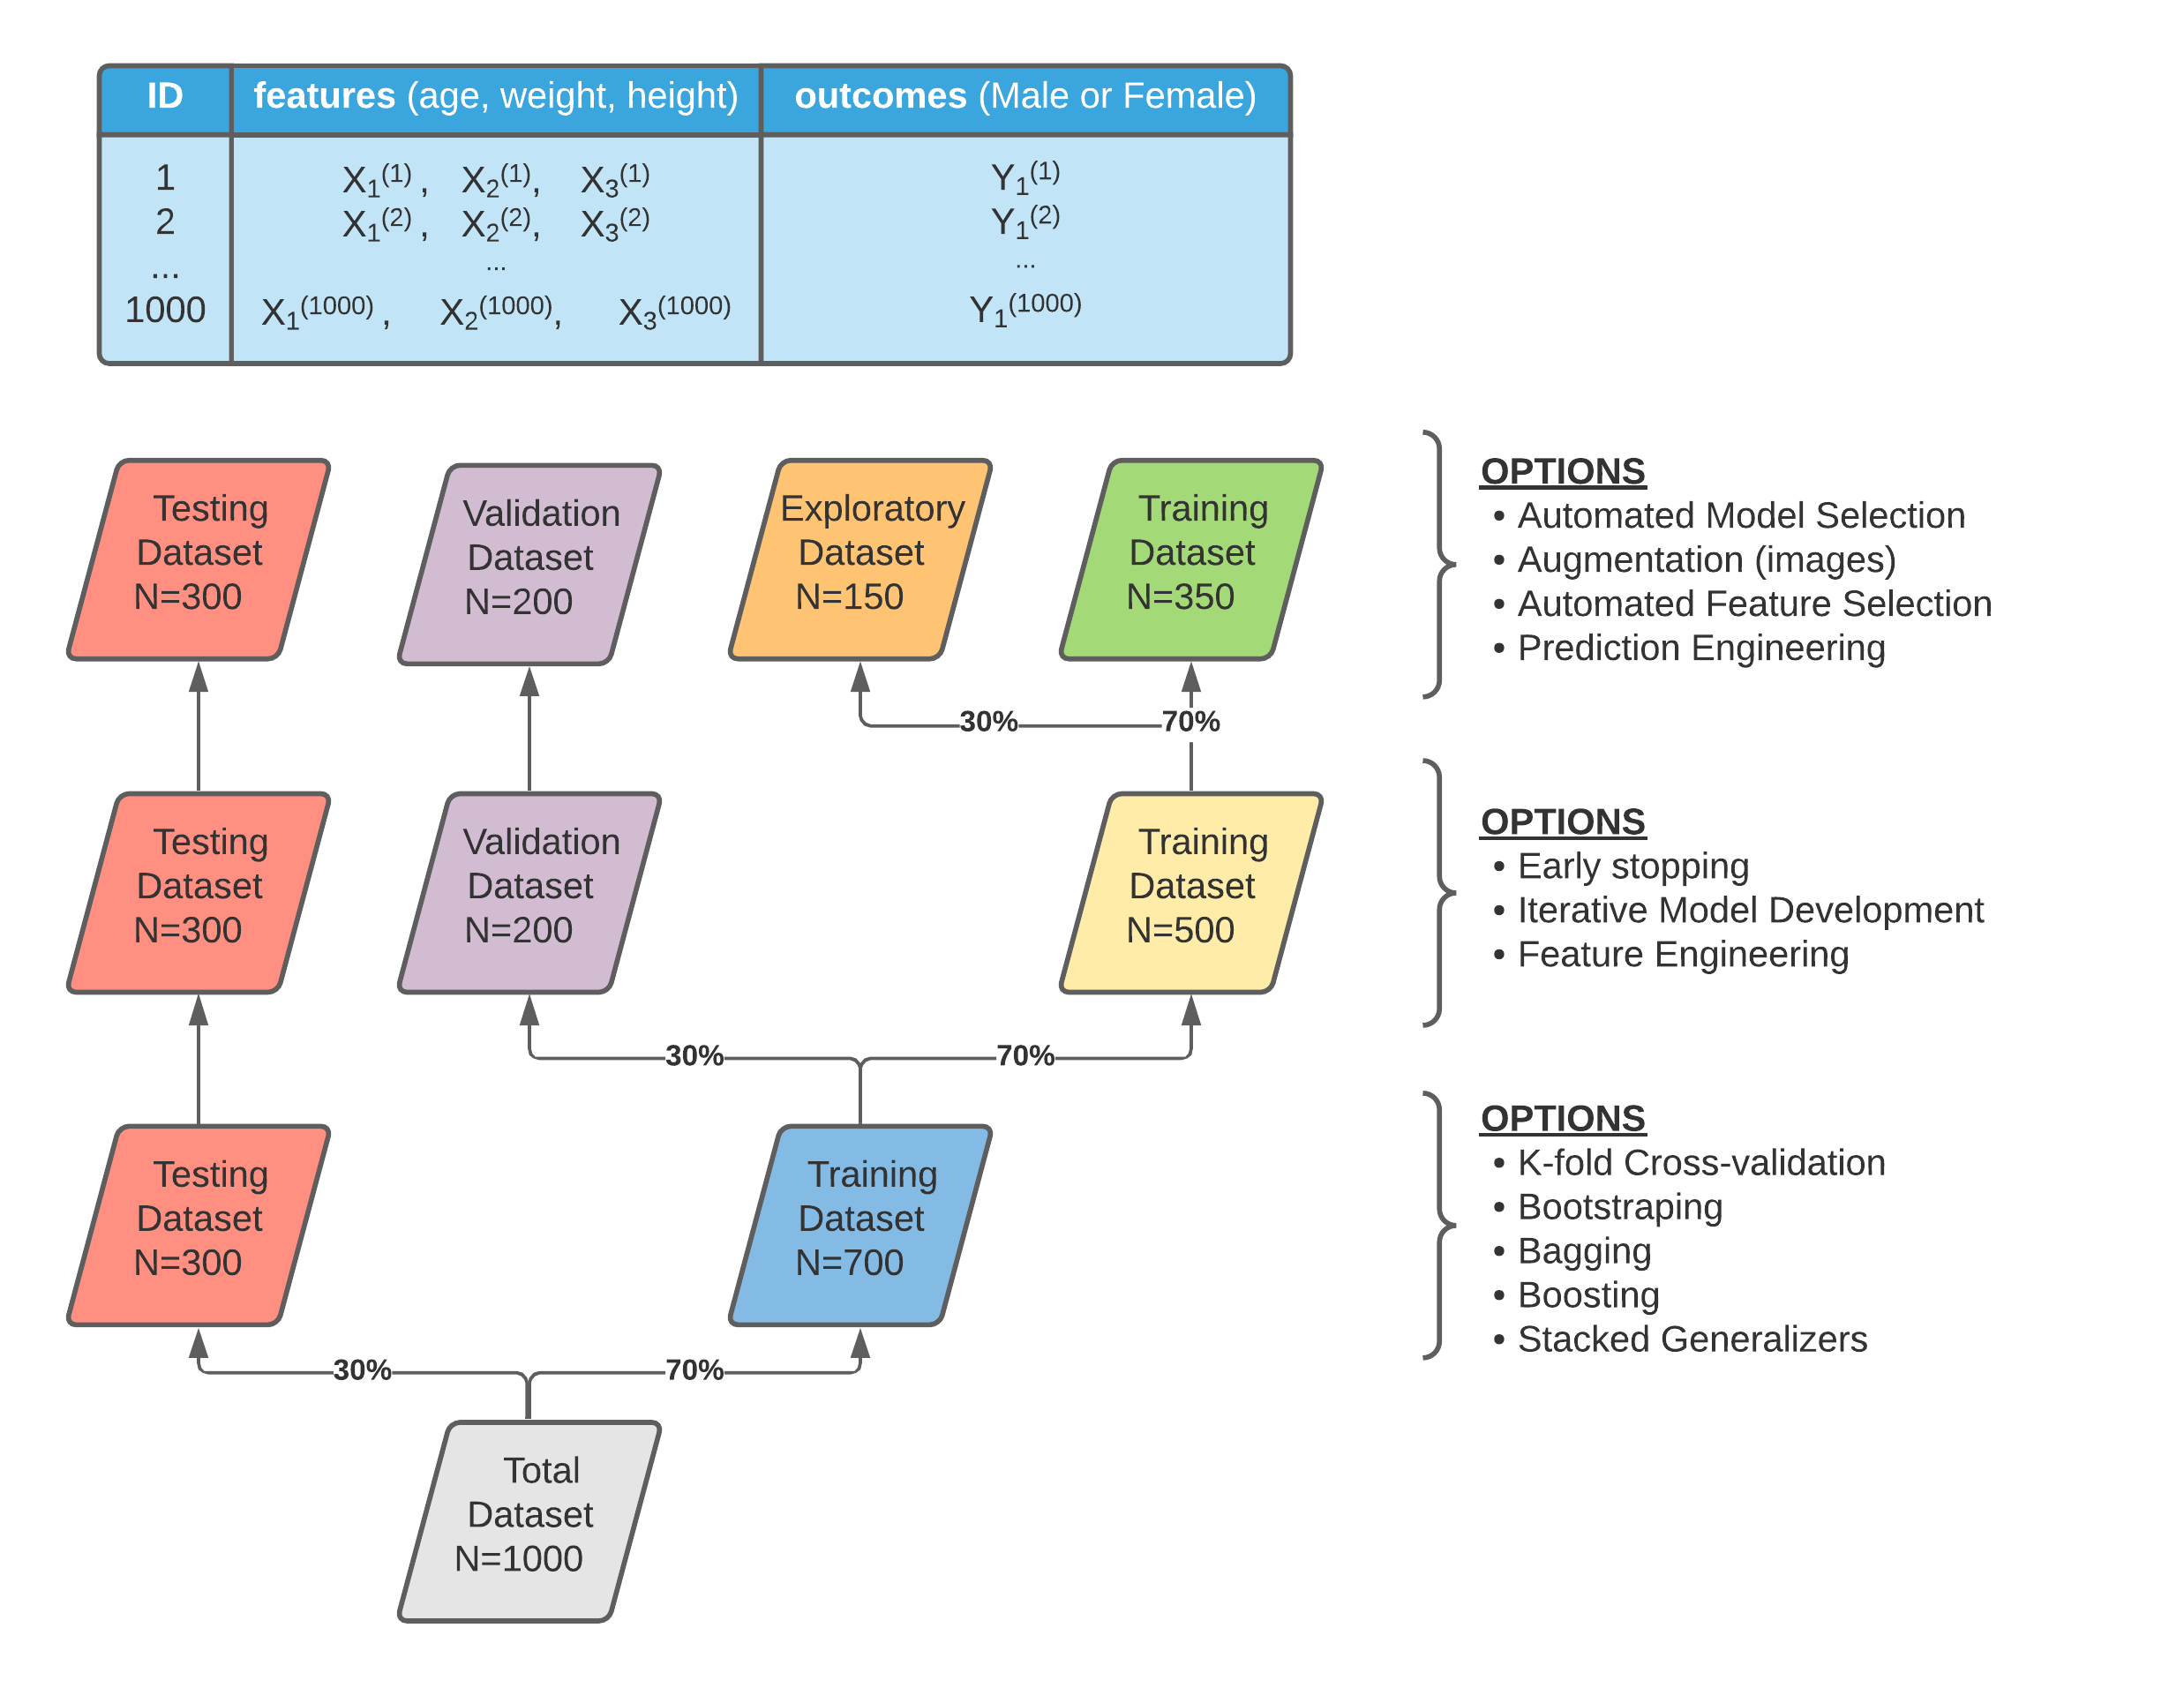 ID features (age, weight, height) outcomes (Male or Female)
1 X₁⁽¹⁾ , X₂⁽¹⁾, X₃⁽¹⁾ Y₁⁽¹⁾
2 X₁⁽²⁾ , X₂⁽²⁾, X₃⁽²⁾ Y₁⁽²⁾
... ... ...
1000 X₁⁽¹⁰⁰⁰⁾ , X₂⁽¹⁰⁰⁰⁾, X₃⁽¹⁰⁰⁰⁾ Y₁⁽¹⁰⁰⁰⁾
Testing
Dataset
N=300
Validation
Dataset
N=200
Exploratory
Dataset
N=150
Training
Dataset
N=350
OPTIONS
• Automated Model Selection
• Augmentation (images)
• Automated Feature Selection
• Prediction Engineering
30% 70%
Testing
Dataset
N=300
Validation
Dataset
N=200
Training
Dataset
N=500
OPTIONS
• Early stopping
• Iterative Model Development
• Feature Engineering
30% 70%
Testing
Dataset
N=300
Training
Dataset
N=700
OPTIONS
• K-fold Cross-validation
• Bootstraping
• Bagging
• Boosting
• Stacked Generalizers
30% 70%
Total
Dataset
N=1000